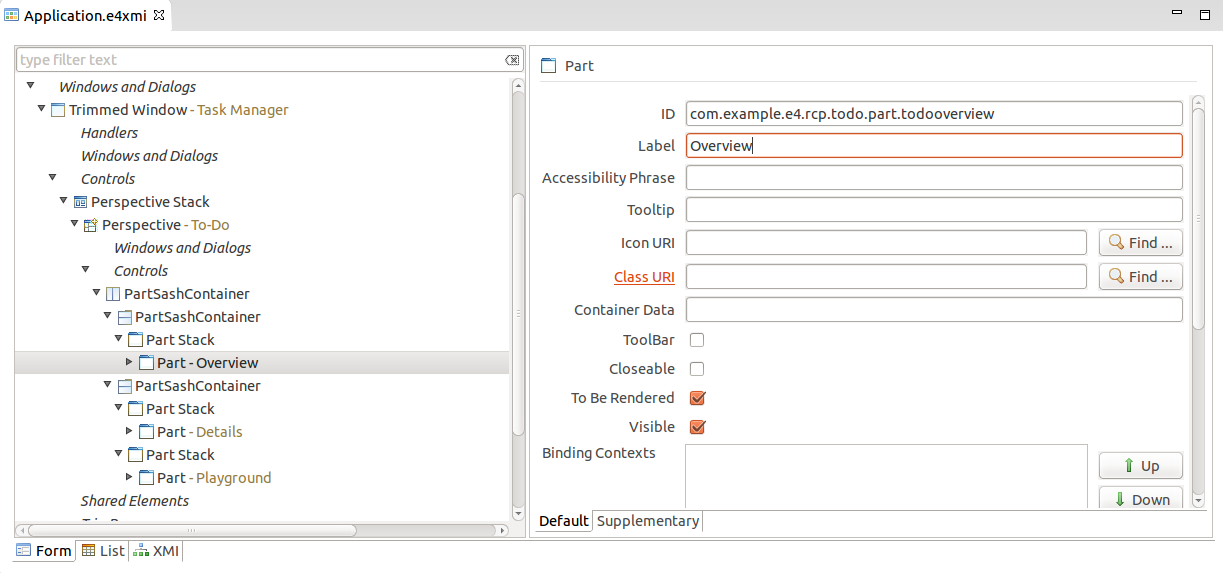 Application.e4xmi
type filter text
Windows and Dialogs
Trimmed Window - Task Manager
Handlers
Windows and Dialogs
Controls
Perspective Stack
Perspective - To-Do
Windows and Dialogs
Controls
PartSashContainer
PartSashContainer
Part Stack
Part - Overview
PartSashContainer
Part Stack
Part - Details
Part Stack
Part - Playground
Shared Elements
Part
ID com.example.e4.rcp.todo.part.todooverview
Label Overview
Accessibility Phrase
Tooltip
Icon URI Find ...
Class URI Find ...
Container Data
ToolBar
Closeable
To Be Rendered
Visible
Binding Contexts
Up
Down
Default Supplementary
Form List XMI